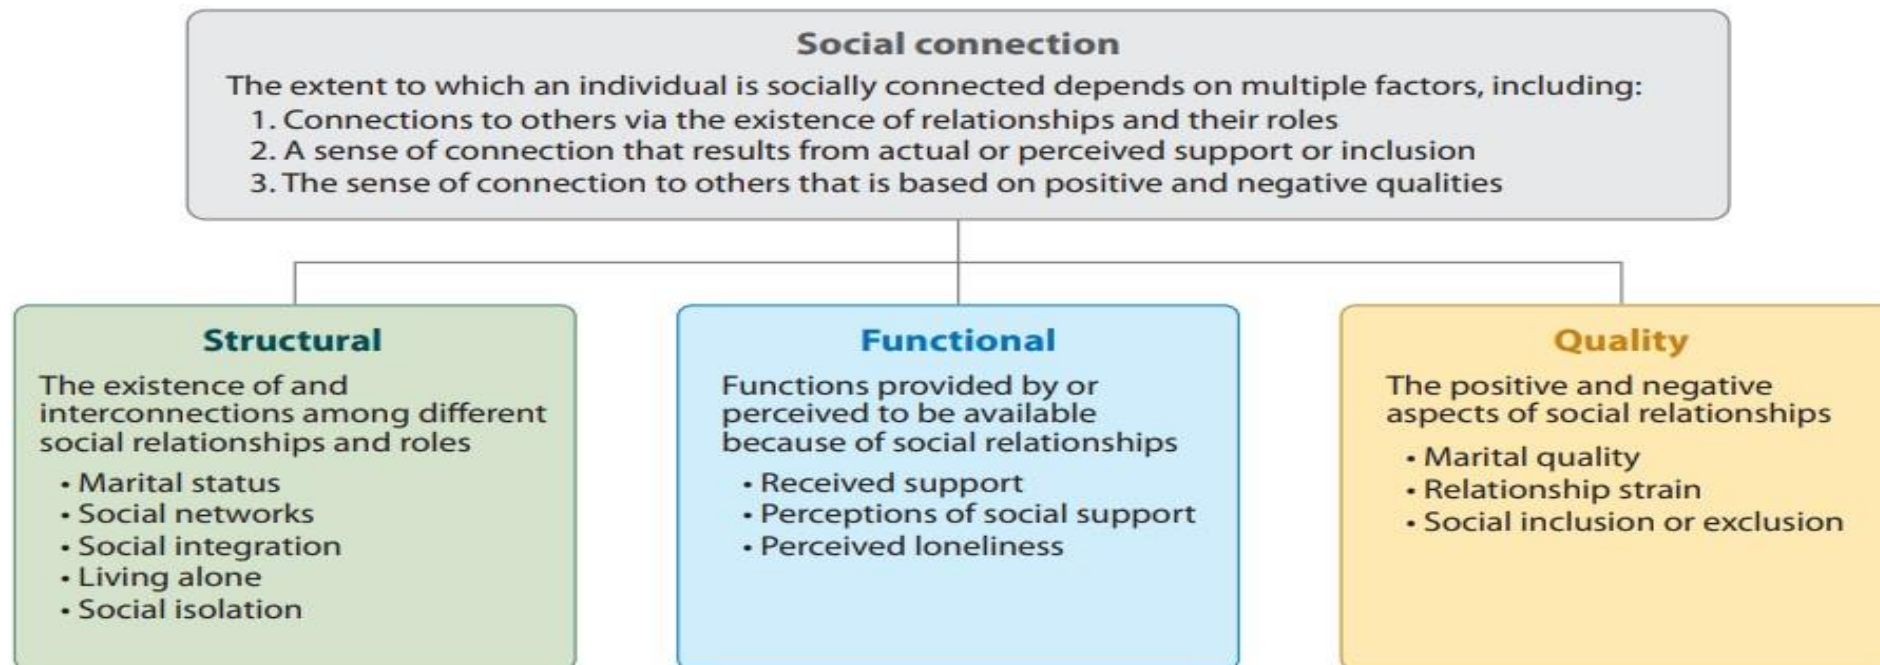 Social connection
The extent to which an individual is socially connected depends on multiple factors, including:
1. Connections to others via the existence of relationships and their roles
2. A sense of connection that results from actual or perceived support or inclusion
3. The sense of connection to others that is based on positive and negative qualities
Structural
The existence of and
interconnections among different
social relationships and roles
• Marital status
• Social networks
• Social integration
• Living alone
• Social isolation
Functional
Functions provided by or
perceived to be available
because of social relationships
• Received support
• Perceptions of social support
• Perceived loneliness
Quality
The positive and negative
aspects of social relationships
• Marital quality
• Relationship strain
• Social inclusion or exclusion